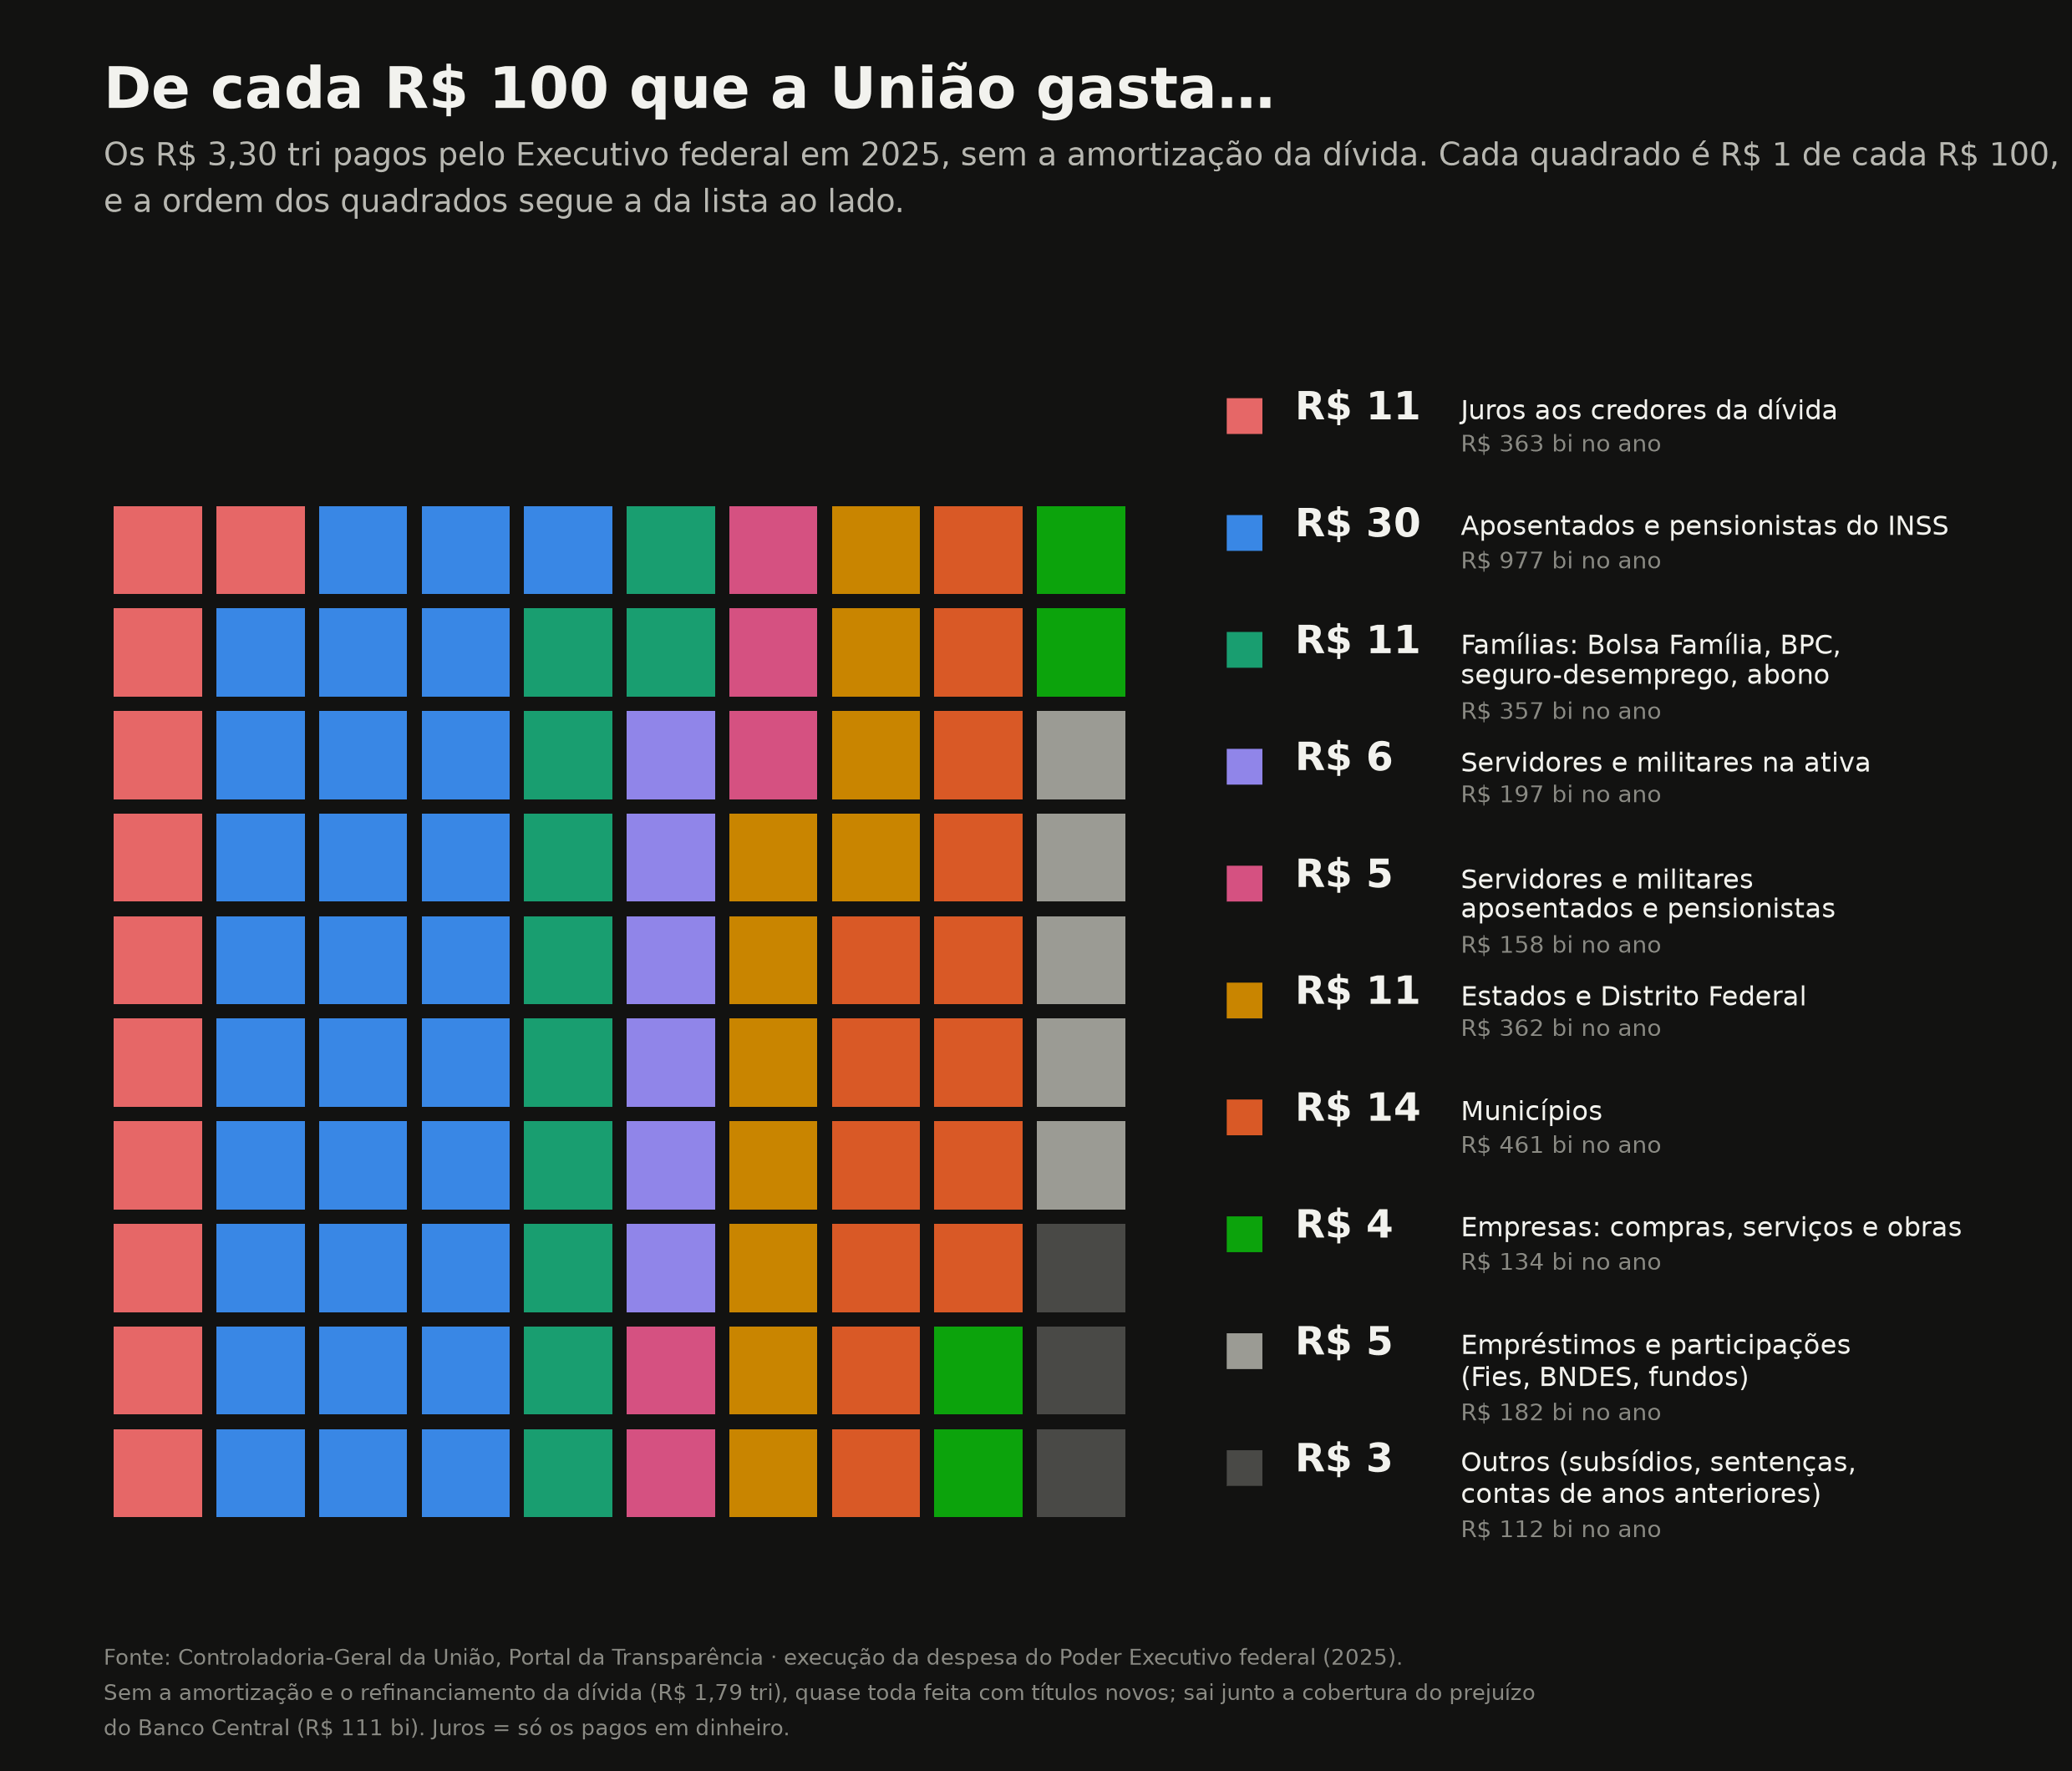 De cada R$ 100 que a União gasta…
Os R$ 3,30 tri pagos pelo Executivo federal em 2025, sem a amortização da dívida. Cada quadrado é R$ 1 de cada R$ 100,
e a ordem dos quadrados segue a da lista ao lado.
R$ 11 Juros aos credores da dívida
R$ 363 bi no ano
R$ 30 Aposentados e pensionistas do INSS
R$ 977 bi no ano
R$ 11 Famílias: Bolsa Família, BPC,
seguro-desemprego, abono
R$ 357 bi no ano
R$ 6 Servidores e militares na ativa
R$ 197 bi no ano
R$ 5 Servidores e militares
aposentados e pensionistas
R$ 158 bi no ano
R$ 11 Estados e Distrito Federal
R$ 362 bi no ano
R$ 14 Municípios
R$ 461 bi no ano
R$ 4 Empresas: compras, serviços e obras
R$ 134 bi no ano
R$ 5 Empréstimos e participações
(Fies, BNDES, fundos)
R$ 182 bi no ano
R$ 3 Outros (subsídios, sentenças,
contas de anos anteriores)
R$ 112 bi no ano
Fonte: Controladoria-Geral da União, Portal da Transparência · execução da despesa do Poder Executivo federal (2025).
Sem a amortização e o refinanciamento da dívida (R$ 1,79 tri), quase toda feita com títulos novos; sai junto a cobertura do prejuízo
do Banco Central (R$ 111 bi). Juros = só os pagos em dinheiro.